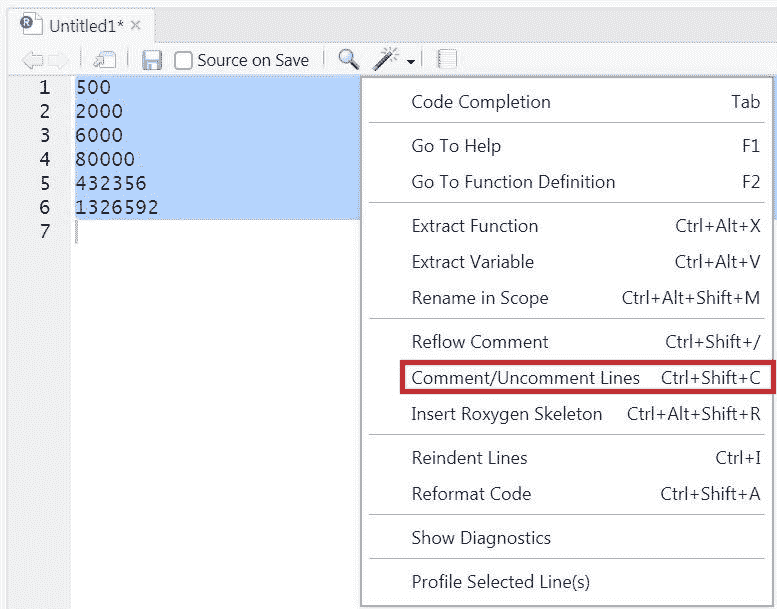 R Untitled1*
Source on Save
1 500
2 2000
3 6000
4 80000
5 432356
6 1326592
7
Code Completion Tab
Go To Help F1
Go To Function Definition F2
Extract Function Ctrl+Alt+X
Extract Variable Ctrl+Alt+V
Rename in Scope Ctrl+Alt+Shift+M
Reflow Comment Ctrl+Shift+/
Comment/Uncomment Lines Ctrl+Shift+C
Insert Roxygen Skeleton Ctrl+Alt+Shift+R
Reindent Lines Ctrl+I
Reformat Code Ctrl+Shift+A
Show Diagnostics
Profile Selected Line(s)